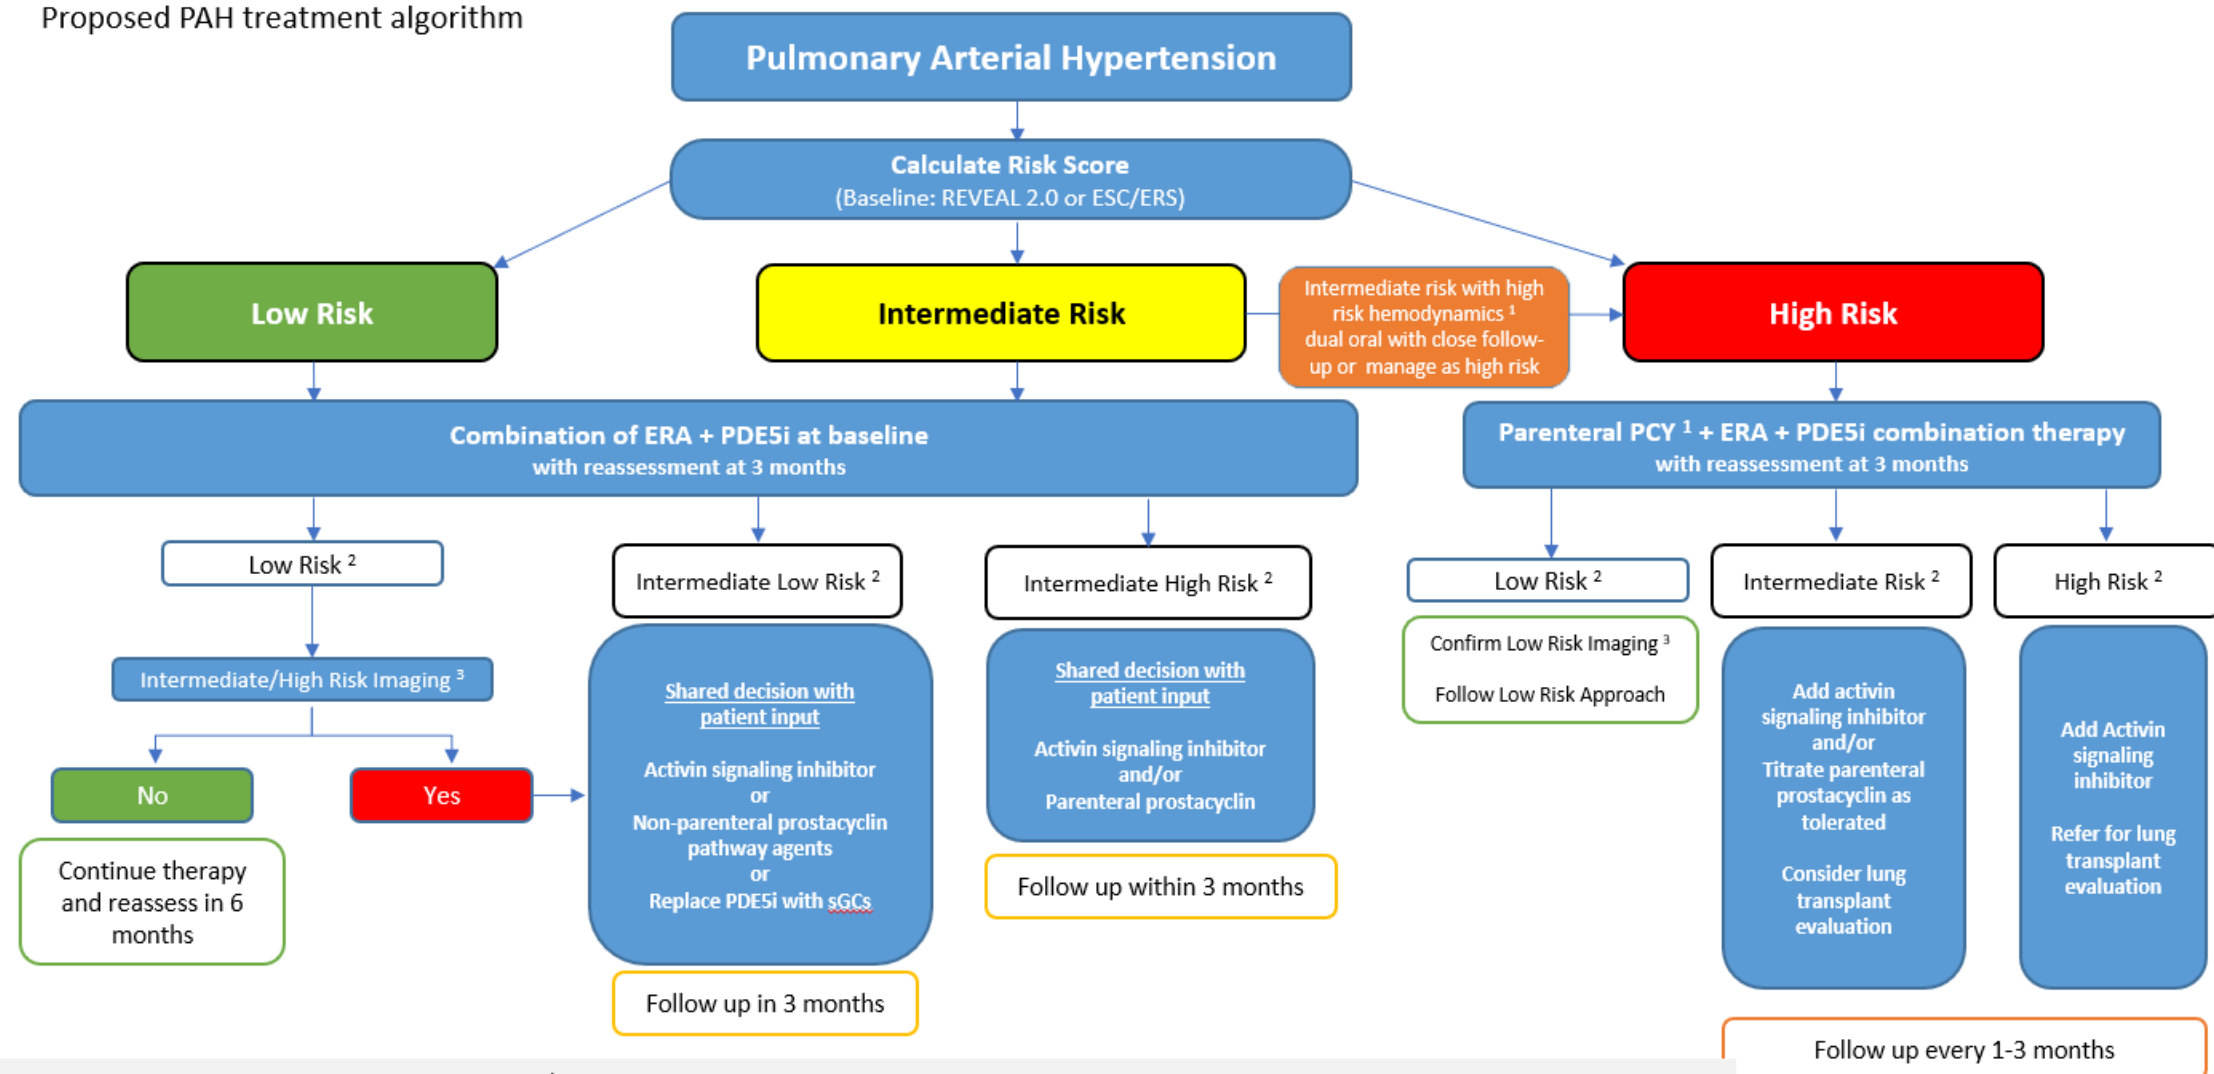 Proposed PAH treatment algorithm
Pulmonary Arterial Hypertension
Calculate Risk Score
(Baseline: REVEAL 2.0 or ESC/ERS)
Low Risk
Intermediate Risk
Intermediate risk with high
risk hemodynamics ¹
dual oral with close follow-
up or manage as high risk
High Risk
Combination of ERA + PDE5i at baseline
with reassessment at 3 months
Parenteral PCY ¹ + ERA + PDE5i combination therapy
with reassessment at 3 months
Low Risk ²
Intermediate/High Risk Imaging ³
No
Yes
Continue therapy
and reassess in 6
months
Intermediate Low Risk ²
Shared decision with
patient input
Activin signaling inhibitor
or
Non-parenteral prostacyclin
pathway agents
or
Replace PDE5i with sGCs
Follow up in 3 months
Intermediate High Risk ²
Shared decision with
patient input
Activin signaling inhibitor
and/or
Parenteral prostacyclin
Follow up within 3 months
Low Risk ²
Confirm Low Risk Imaging ³
Follow Low Risk Approach
Intermediate Risk ²
Add activin
signaling inhibitor
and/or
Titrate parenteral
prostacyclin as
tolerated
Consider lung
transplant
evaluation
High Risk ²
Add Activin
signaling
inhibitor
Refer for lung
transplant
evaluation
Follow up every 1-3 months